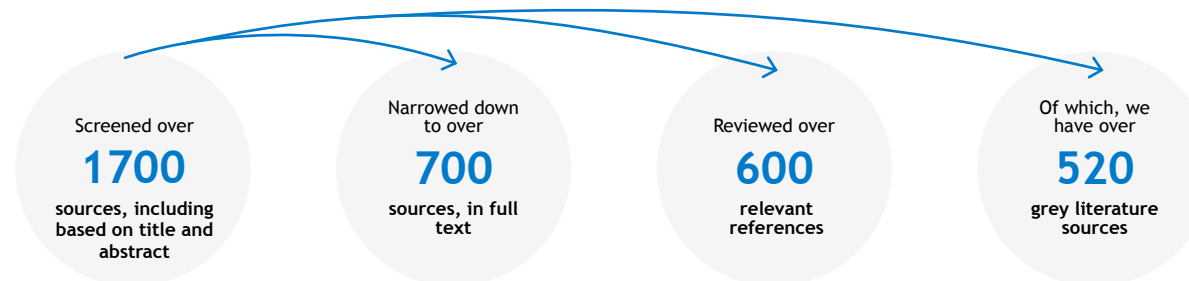 Screened over
1700
sources, including
based on title and
abstract
Narrowed down
to over
700
sources, in full
text
Reviewed over
600
relevant
references
Of which, we
have over
520
grey literature
sources